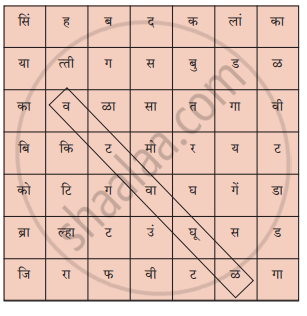 सिं ह ब द क लां का
या त्ती ग स बु ड ळ
का व ळा सा त गा वी
बि कि ट मो र य ट
को टि ग वा घ गें डा
ब्रा ल्हा ट उं घू स ड
जि रा फ वी ट ळ गा
shaalaa.com